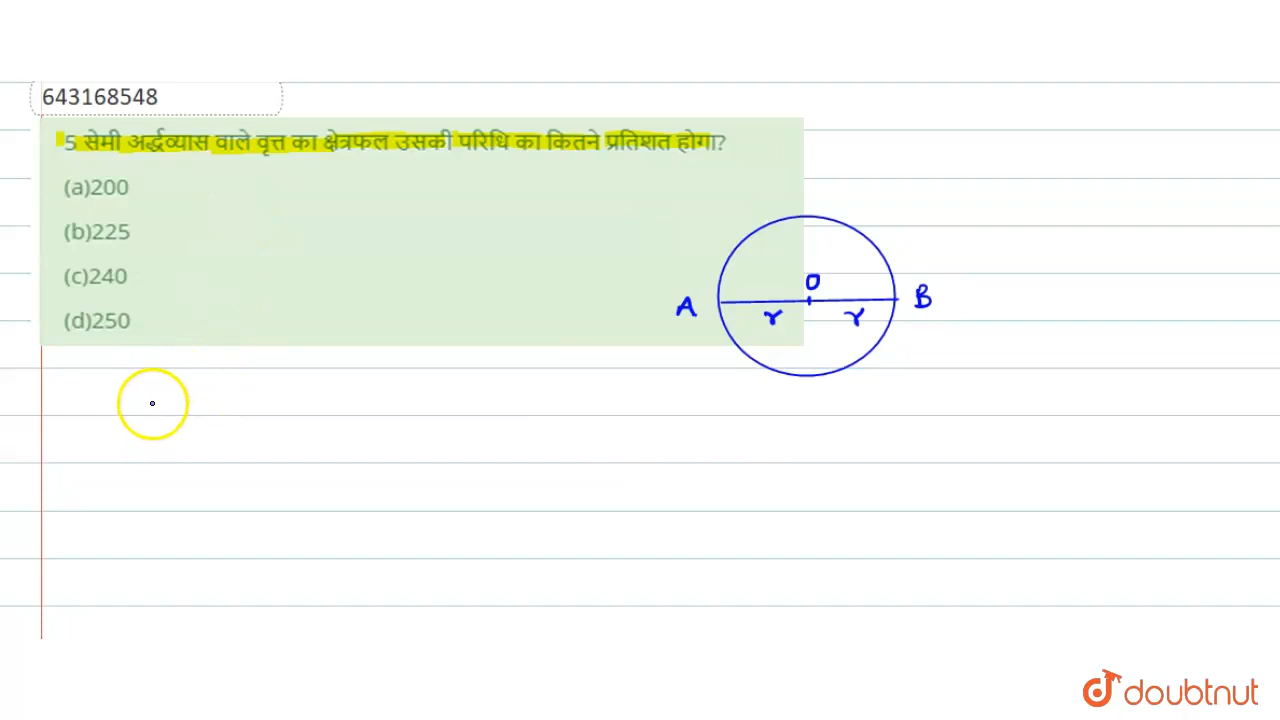 643168548
5 सेमी अर्द्धव्यास वाले वृत्त का क्षेत्रफल उसकी परिधि का कितने प्रतिशत होगा?
(a)200
(b)225
(c)240
(d)250
O
A r r B
doubtnut